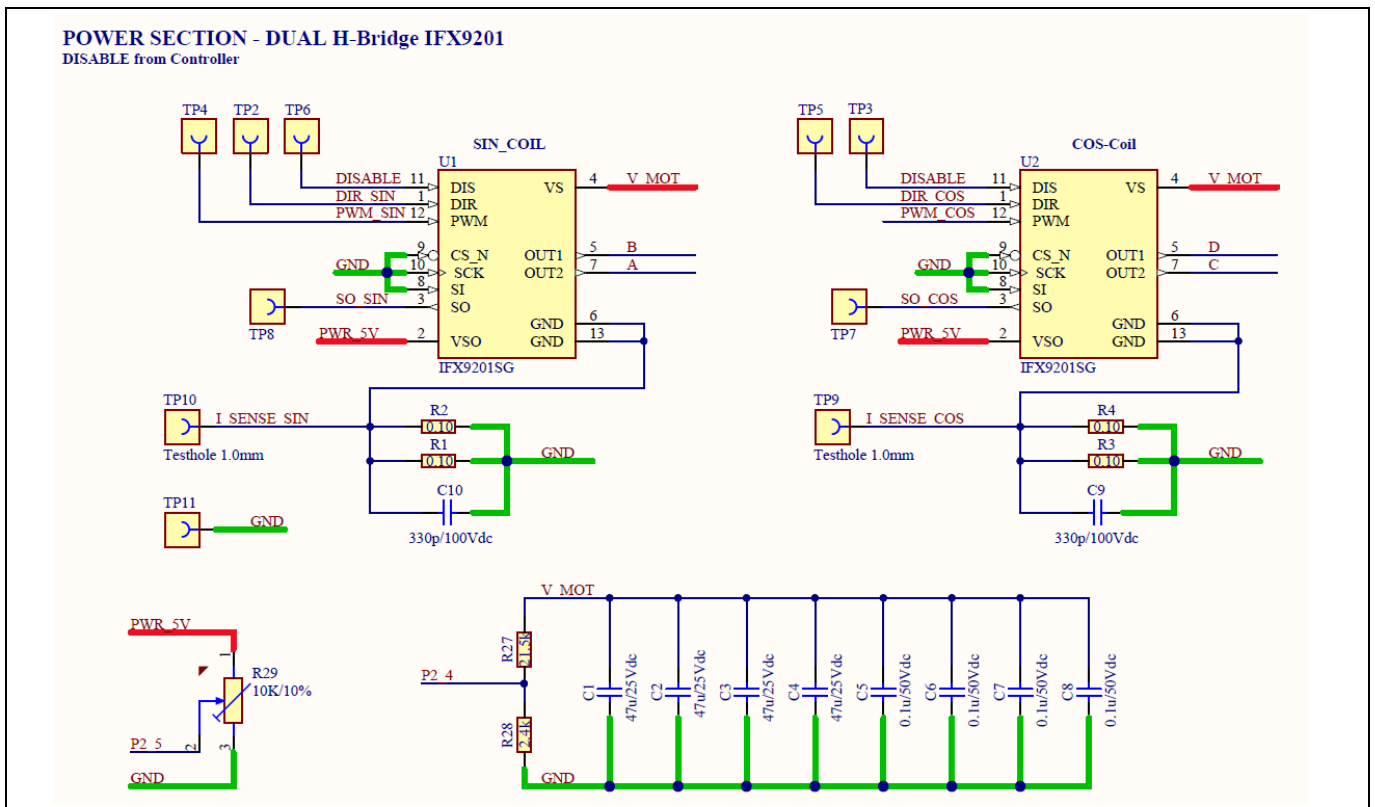 POWER SECTION - DUAL H-Bridge IFX9201
DISABLE from Controller
TP4 TP2 TP6
SIN_COIL
U1
DISABLE 11 DIS VS 4 V_MOT
DIR_SIN 1 DIR
PWM_SIN 12 PWM
9 CS_N OUT1 5 B
GND 10 SCK OUT2 7 A
8 SI
SO_SIN 3 SO
TP8
GND 6
PWR_5V 2 VSO GND 13
IFX9201SG
TP5 TP3
COS-Coil
U2
DISABLE 11 DIS VS 4 V_MOT
DIR_COS 1 DIR
PWM_COS 12 PWM
9 CS_N OUT1 5 D
GND 10 SCK OUT2 7 C
8 SI
SO_COS 3 SO
TP7
GND 6
PWR_5V 2 VSO GND 13
IFX9201SG
TP10
I_SENSE_SIN
Testhole 1.0mm
R2
0.10
R1
0.10
GND
C10
330p/100Vdc
TP11
GND
TP9
I_SENSE_COS
Testhole 1.0mm
R4
0.10
R3
0.10
GND
C9
330p/100Vdc
PWR_5V
1
R29
10K/10%
P2_5 2 3
GND
V_MOT
R27
21.5k
P2_4
R28
2.4k
GND
C1
47u/25Vdc
C2
47u/25Vdc
C3
47u/25Vdc
C4
47u/25Vdc
C5
0.1u/50Vdc
C6
0.1u/50Vdc
C7
0.1u/50Vdc
C8
0.1u/50Vdc